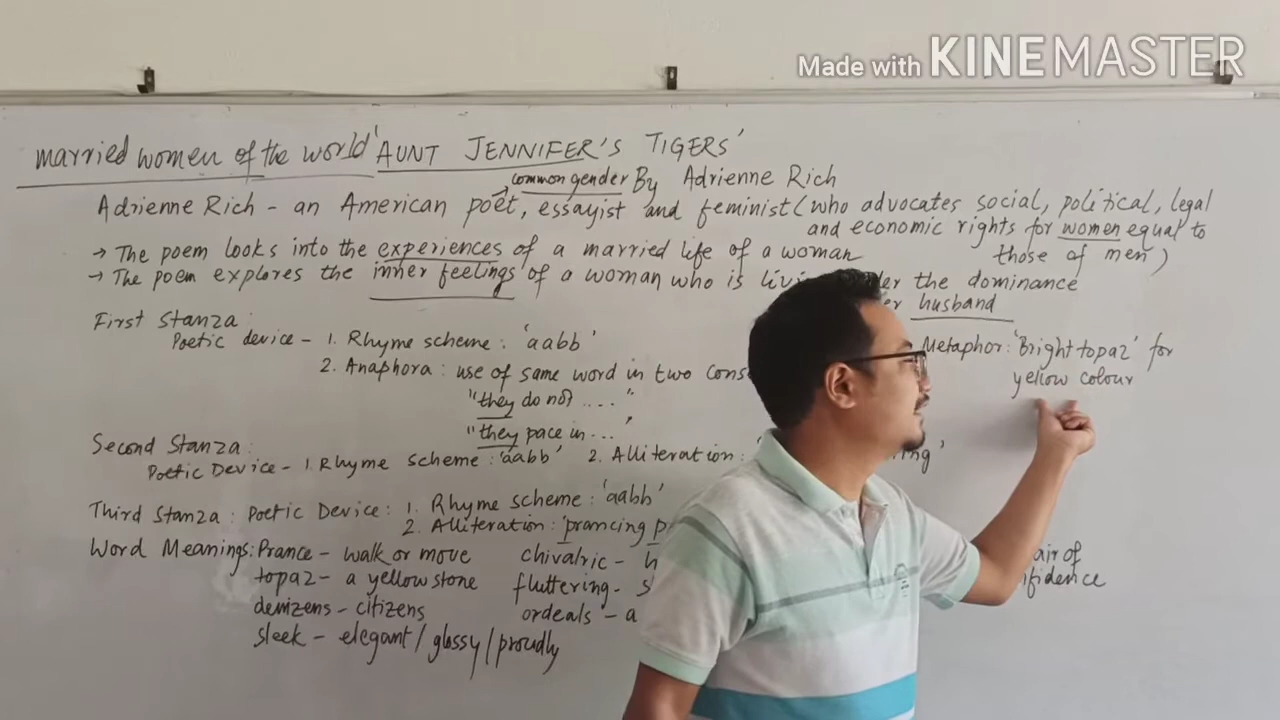 Made with KINEMASTER
married women of the world 'AUNT JENNIFER'S TIGERS'
common gender By Adrienne Rich
Adrienne Rich - an American poet, essayist and feminist (who advocates social, political, legal
and economic rights for women equal to
those of men)
→ The poem looks into the experiences of a married life of a woman
→ The poem explores the inner feelings of a woman who is the dominance
husband
First Stanza:
Poetic device - 1. Rhyme scheme: 'aabb' Metaphor: 'Bright topaz' for
yellow colour
2. Anaphora: use of same word in two
"they do not ...."
"they pace in ..."
Second Stanza:
Poetic Device - 1. Rhyme scheme: 'aabb' 2. Alliteration:
Third Stanza: Poetic Device: 1. Rhyme scheme: 'aabb'
2. Alliteration: 'prancing
Word Meanings: Prance - walk or move chivalric - of
topaz - a yellow stone fluttering -
denizens - citizens ordeals -
sleek - elegant / glossy / proudly